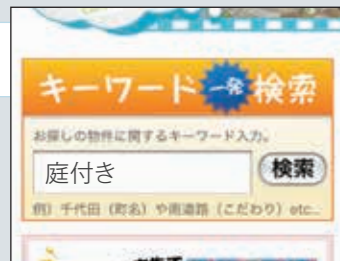 キーワード一発検索
お探しの物件に関するキーワード入力。
庭付き
検索
例）千代田（町名）や南道路（こだわり）etc..